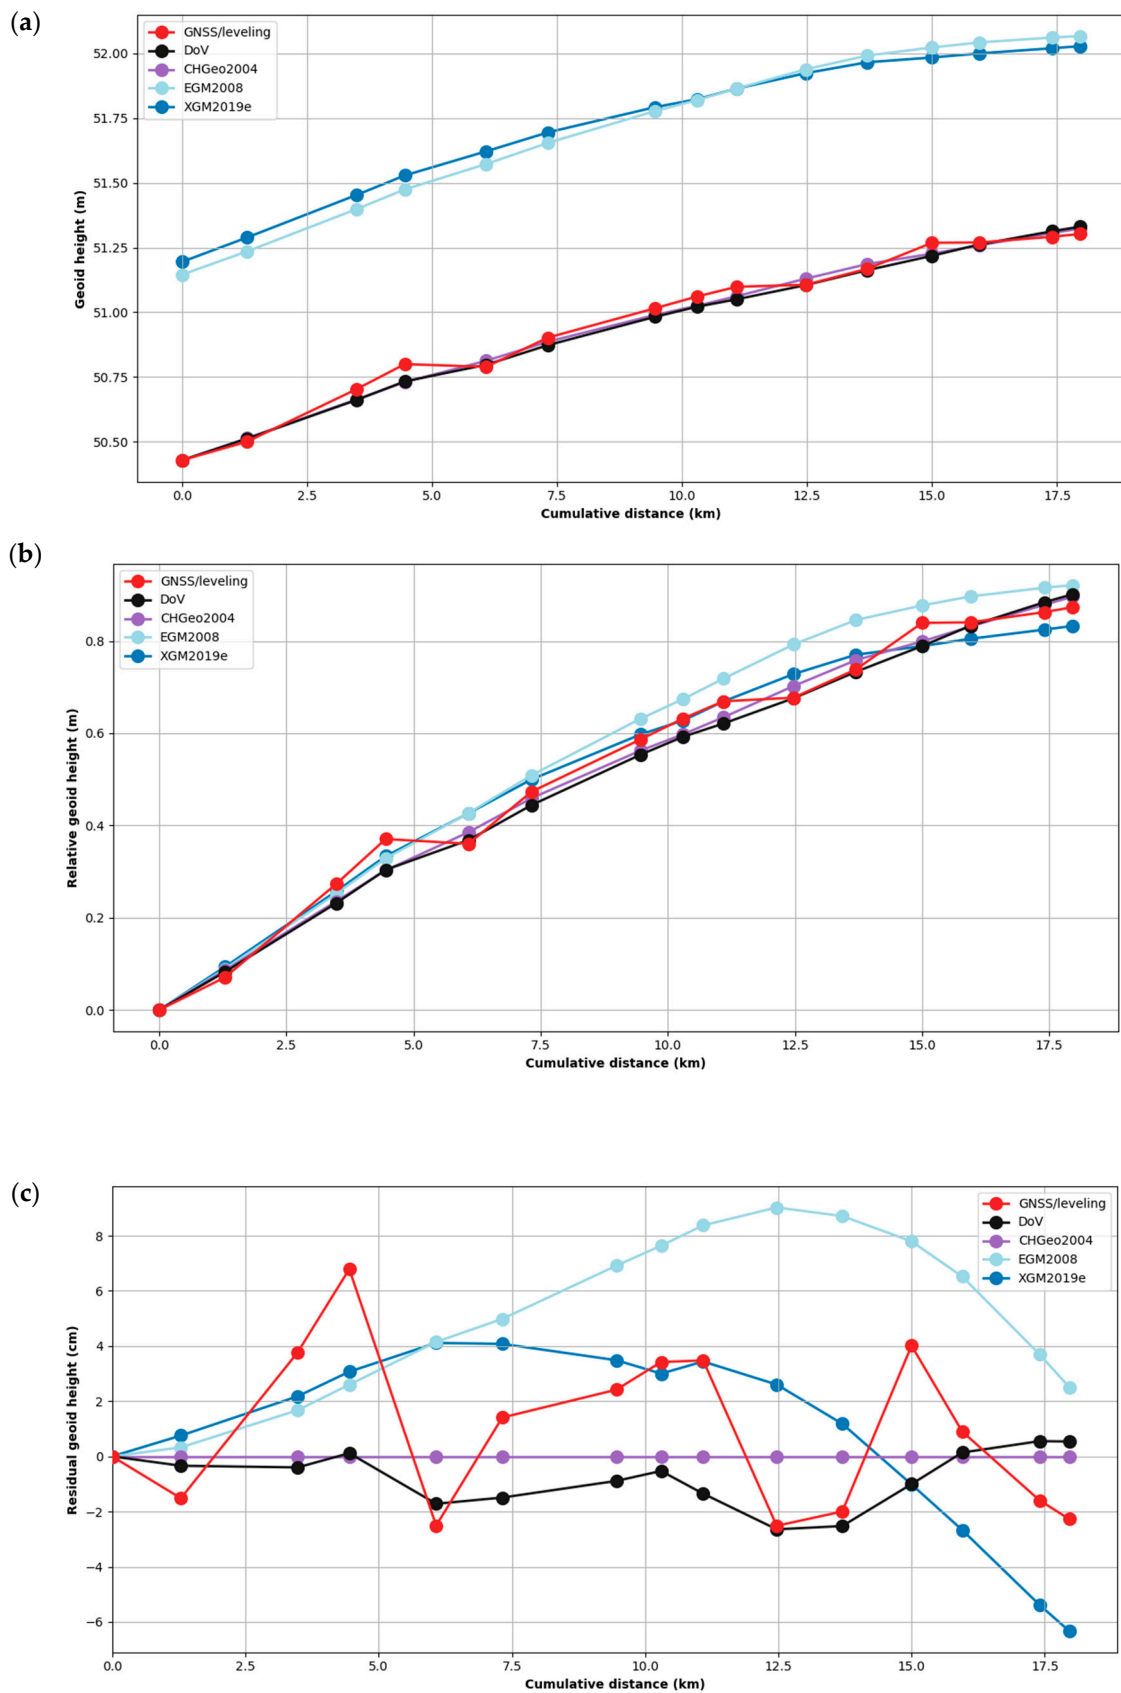 (a)
GNSS/leveling
DoV
CHGeo2004
EGM2008
XGM2019e
52.00
51.75
51.50
51.25
51.00
50.75
50.50
Geoid height (m)
0.0 2.5 5.0 7.5 10.0 12.5 15.0 17.5
Cumulative distance (km)
(b)
GNSS/leveling
DoV
CHGeo2004
EGM2008
XGM2019e
0.8
0.6
0.4
0.2
0.0
Relative geoid height (m)
0.0 2.5 5.0 7.5 10.0 12.5 15.0 17.5
Cumulative distance (km)
(c)
GNSS/leveling
DoV
CHGeo2004
EGM2008
XGM2019e
8
6
4
2
0
−2
−4
−6
Residual geoid height (cm)
0.0 2.5 5.0 7.5 10.0 12.5 15.0 17.5
Cumulative distance (km)